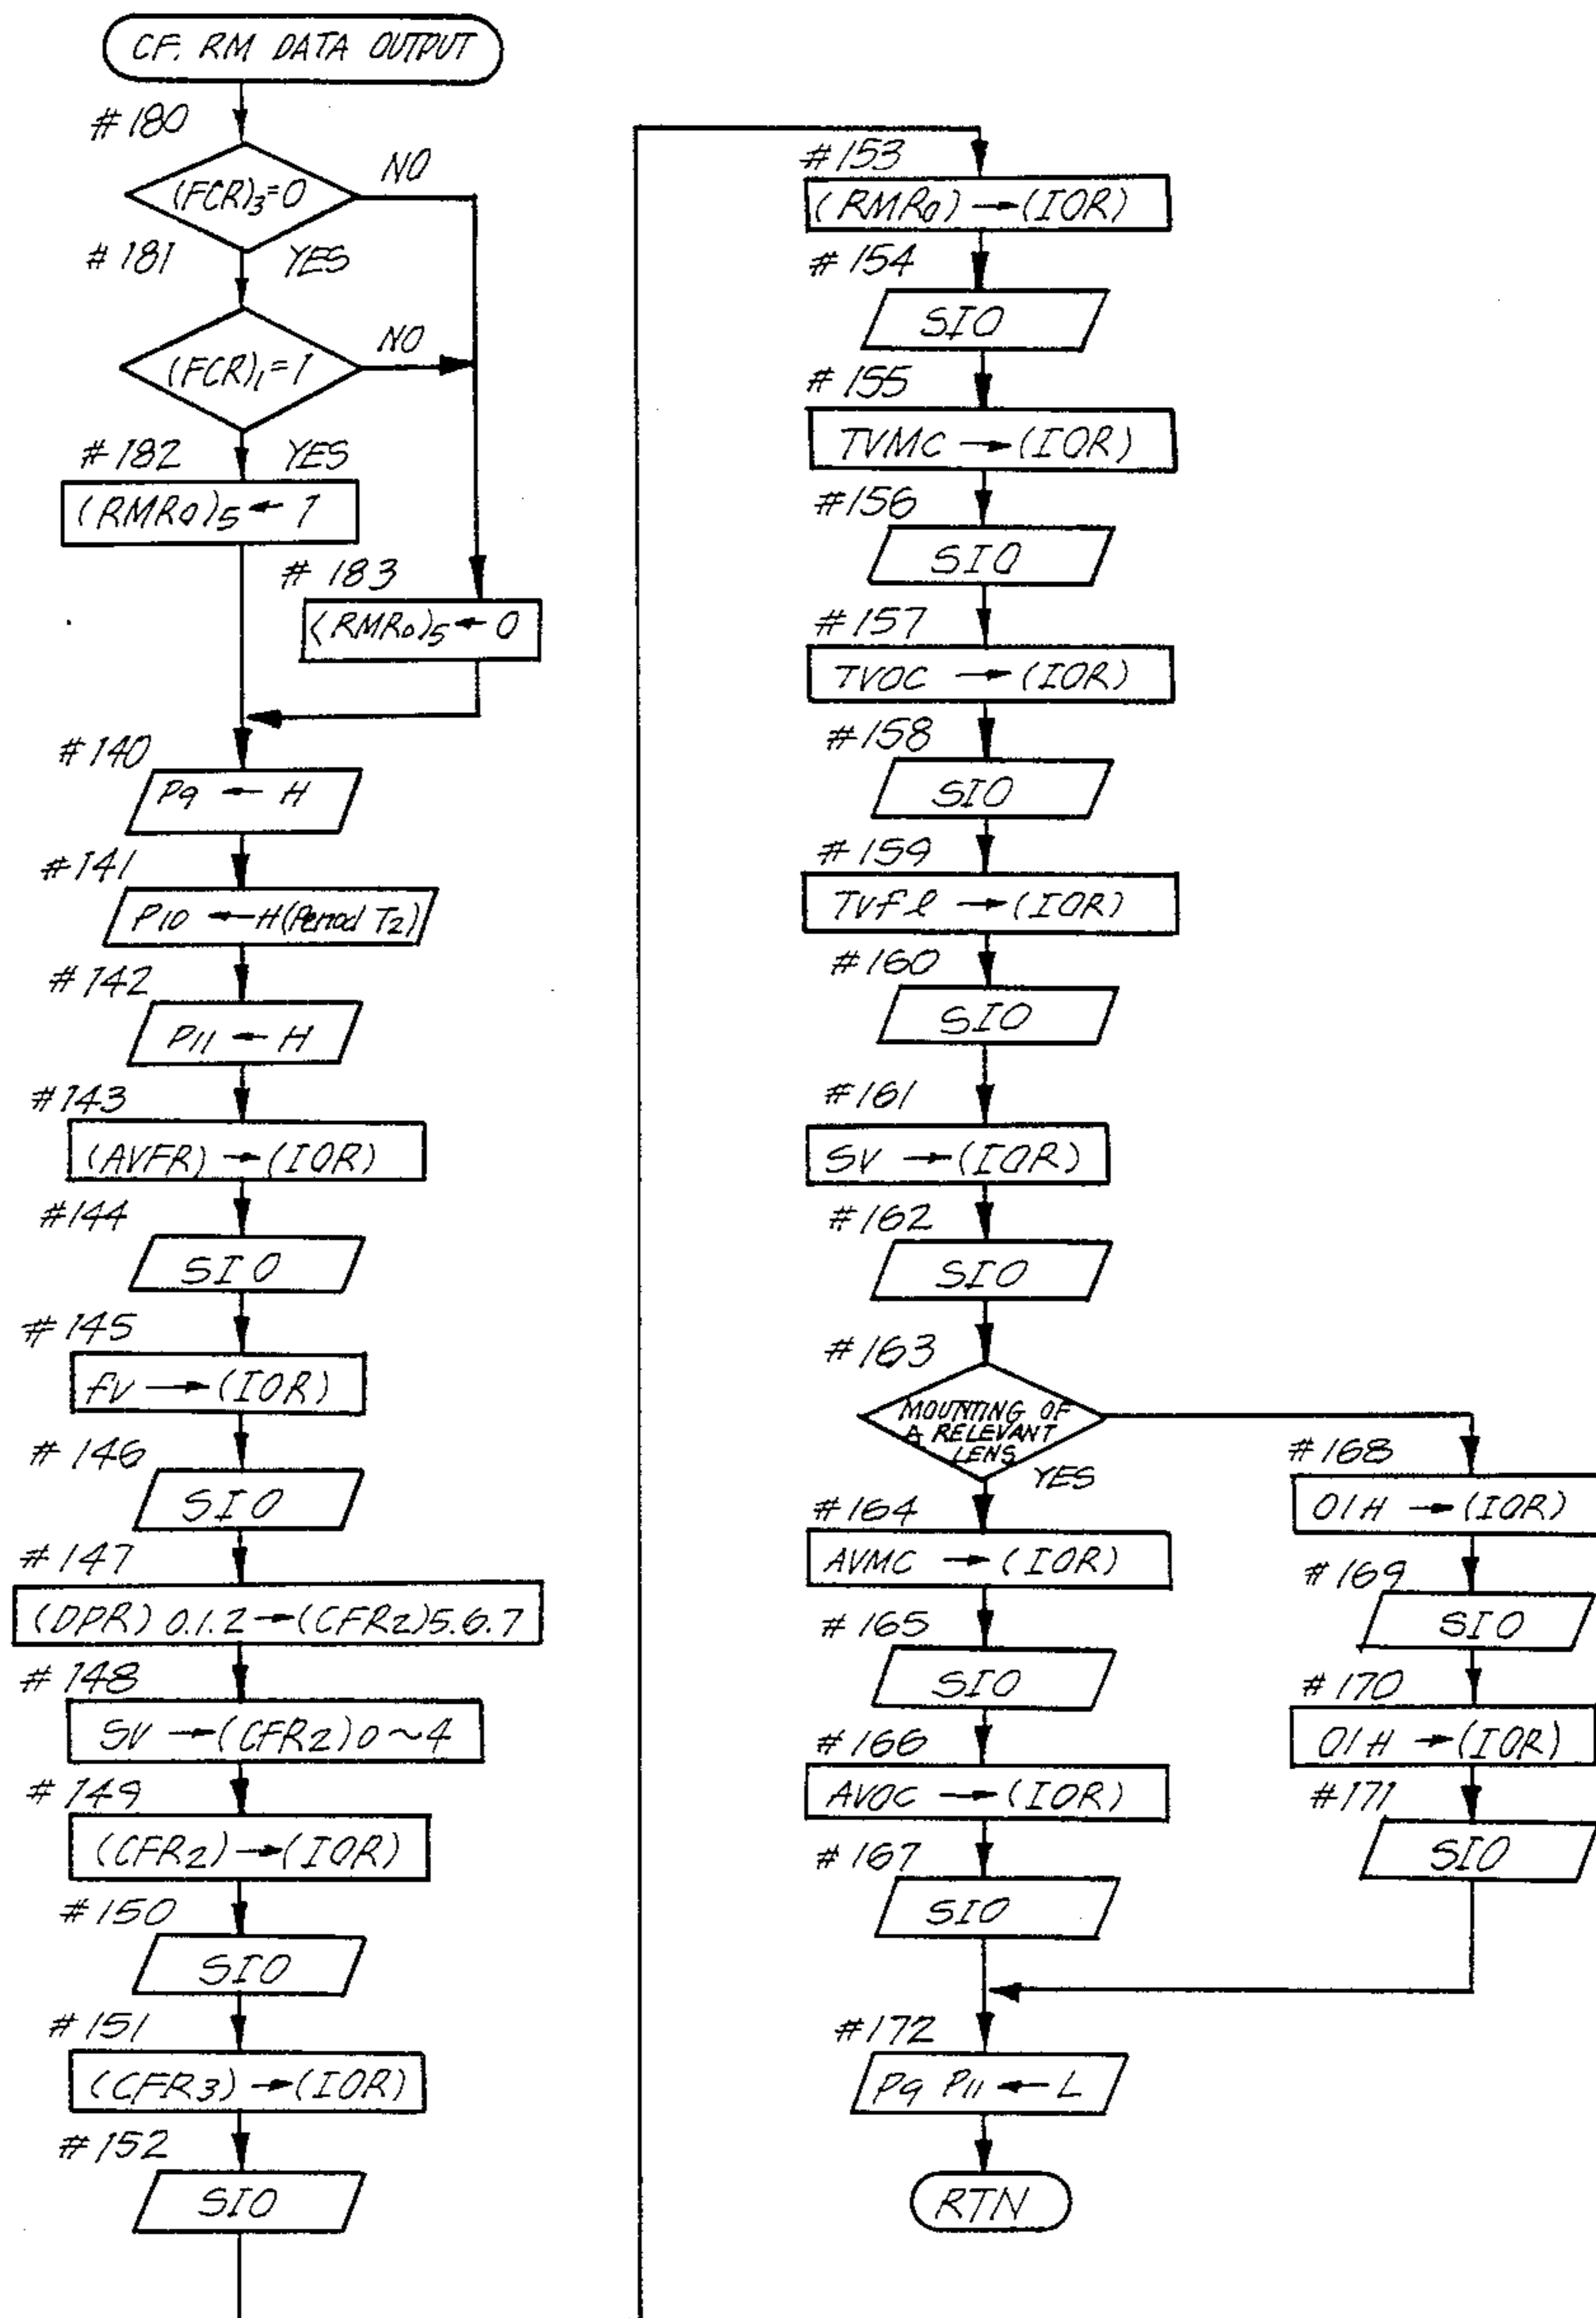 CF. RM DATA OUTPUT
#180
(FCR)3=0
NO
#181
YES
(FCR)1=1
NO
#182
YES
(RMR0)5 ← 1
#183
(RMR0)5 ← 0
#140
P9 ← H
#141
P10 ← H (Period T2)
#142
P11 ← H
#143
(AVFR) → (IOR)
#144
SIO
#145
fV → (IOR)
#146
SIO
#147
(DPR) 0.1.2 → (CFR2)5.6.7
#148
SV → (CFR2) 0~4
#149
(CFR2) → (IOR)
#150
SIO
#151
(CFR3) → (IOR)
#152
SIO
#153
(RMR0) → (IOR)
#154
SIO
#155
TVMC → (IOR)
#156
SIO
#157
TVOC → (IOR)
#158
SIO
#159
TVfl → (IOR)
#160
SIO
#161
SV → (IOR)
#162
SIO
#163
MOUNTING OF
A RELEVANT
LENS
YES
#164
AVMC → (IOR)
#165
SIO
#166
AVOC → (IOR)
#167
SIO
#168
01H → (IOR)
#169
SIO
#170
01H → (IOR)
#171
SIO
#172
P9 P11 ← L
RTN